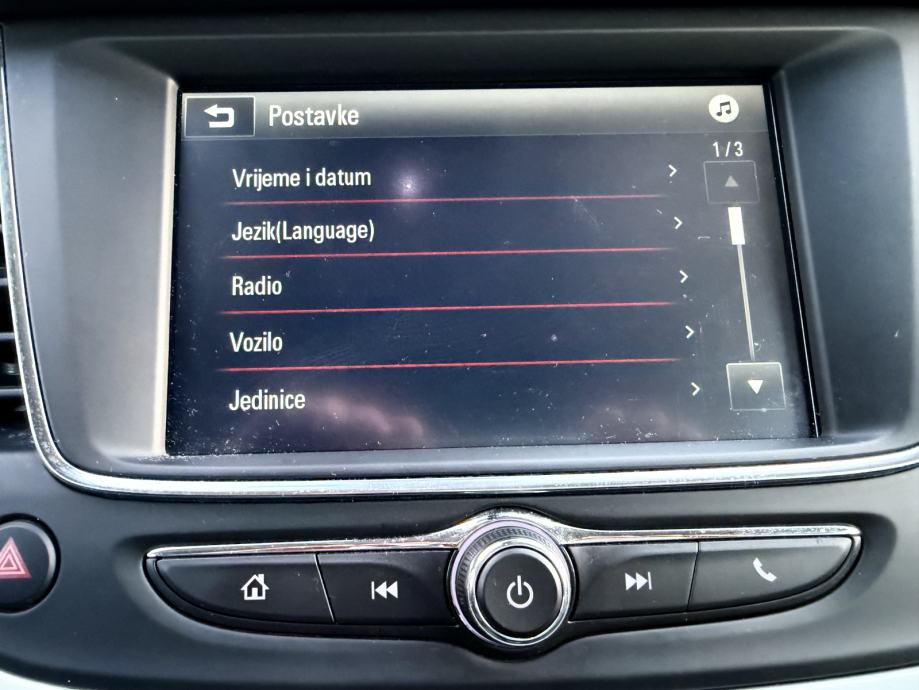 Postavke
1/3
Vrijeme i datum
Jezik(Language)
Radio
Vozilo
Jedinice